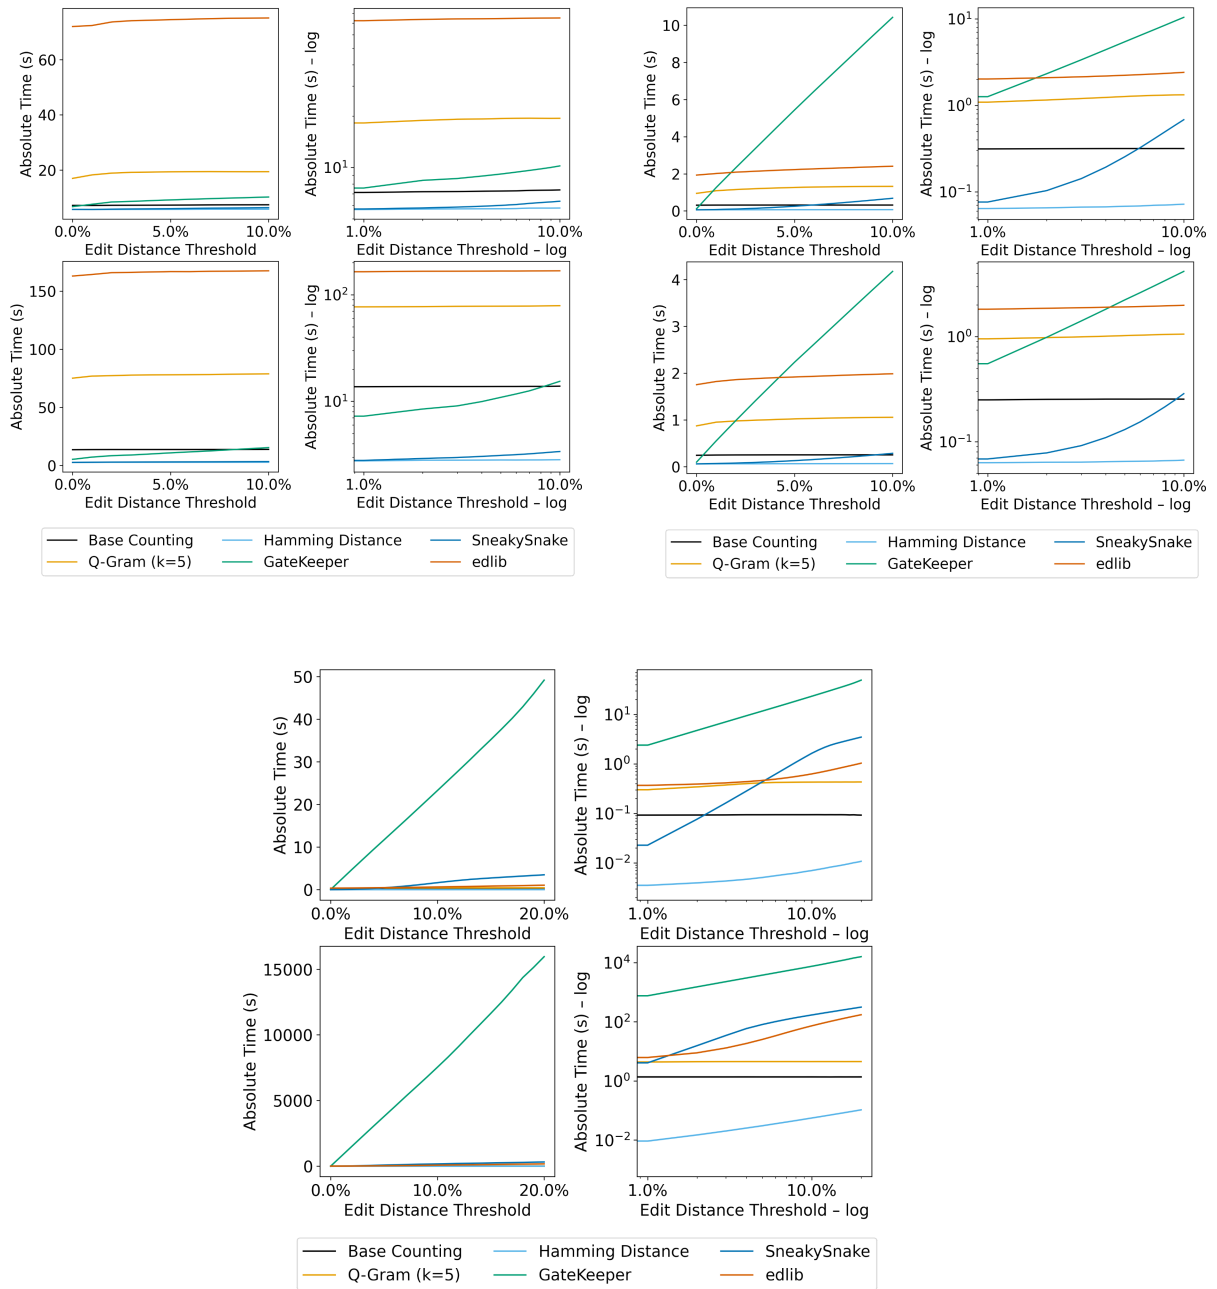 Absolute Time (s)
60
40
20
0.0% 5.0% 10.0%
Edit Distance Threshold
Absolute Time (s) – log
10¹
1.0% 10.0%
Edit Distance Threshold – log
Absolute Time (s)
150
100
50
0
0.0% 5.0% 10.0%
Edit Distance Threshold
Absolute Time (s) – log
10²
10¹
1.0% 10.0%
Edit Distance Threshold – log
Base Counting Hamming Distance SneakySnake
Q-Gram (k=5) GateKeeper edlib
Absolute Time (s)
10
8
6
4
2
0
0.0% 5.0% 10.0%
Edit Distance Threshold
Absolute Time (s) – log
10¹
10⁰
10⁻¹
1.0% 10.0%
Edit Distance Threshold – log
Absolute Time (s)
4
3
2
1
0
0.0% 5.0% 10.0%
Edit Distance Threshold
Absolute Time (s) – log
10⁰
10⁻¹
1.0% 10.0%
Edit Distance Threshold – log
Base Counting Hamming Distance SneakySnake
Q-Gram (k=5) GateKeeper edlib
Absolute Time (s)
50
40
30
20
10
0
0.0% 10.0% 20.0%
Edit Distance Threshold
Absolute Time (s) – log
10¹
10⁰
10⁻¹
10⁻²
1.0% 10.0%
Edit Distance Threshold – log
Absolute Time (s)
15000
10000
5000
0
0.0% 10.0% 20.0%
Edit Distance Threshold
Absolute Time (s) – log
10⁴
10²
10⁰
10⁻²
1.0% 10.0%
Edit Distance Threshold – log
Base Counting Hamming Distance SneakySnake
Q-Gram (k=5) GateKeeper edlib